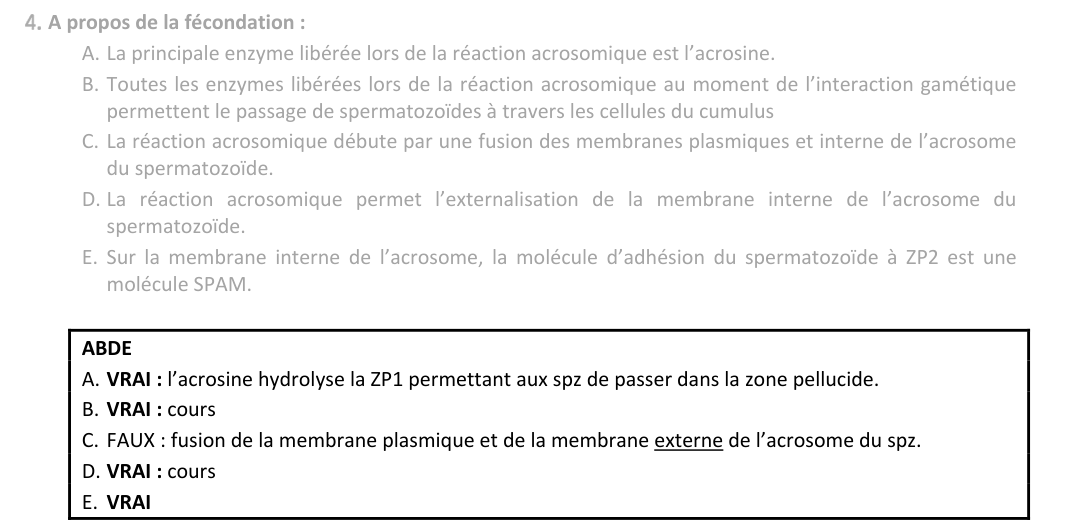 4. A propos de la fécondation :
A. La principale enzyme libérée lors de la réaction acrosomique est l’acrosine.
B. Toutes les enzymes libérées lors de la réaction acrosomique au moment de l’interaction gamétique
permettent le passage de spermatozoïdes à travers les cellules du cumulus
C. La réaction acrosomique débute par une fusion des membranes plasmiques et interne de l’acrosome
du spermatozoïde.
D. La réaction acrosomique permet l’externalisation de la membrane interne de l’acrosome du
spermatozoïde.
E. Sur la membrane interne de l’acrosome, la molécule d’adhésion du spermatozoïde à ZP2 est une
molécule SPAM.
ABDE
A. VRAI : l’acrosine hydrolyse la ZP1 permettant aux spz de passer dans la zone pellucide.
B. VRAI : cours
C. FAUX : fusion de la membrane plasmique et de la membrane externe de l’acrosome du spz.
D. VRAI : cours
E. VRAI